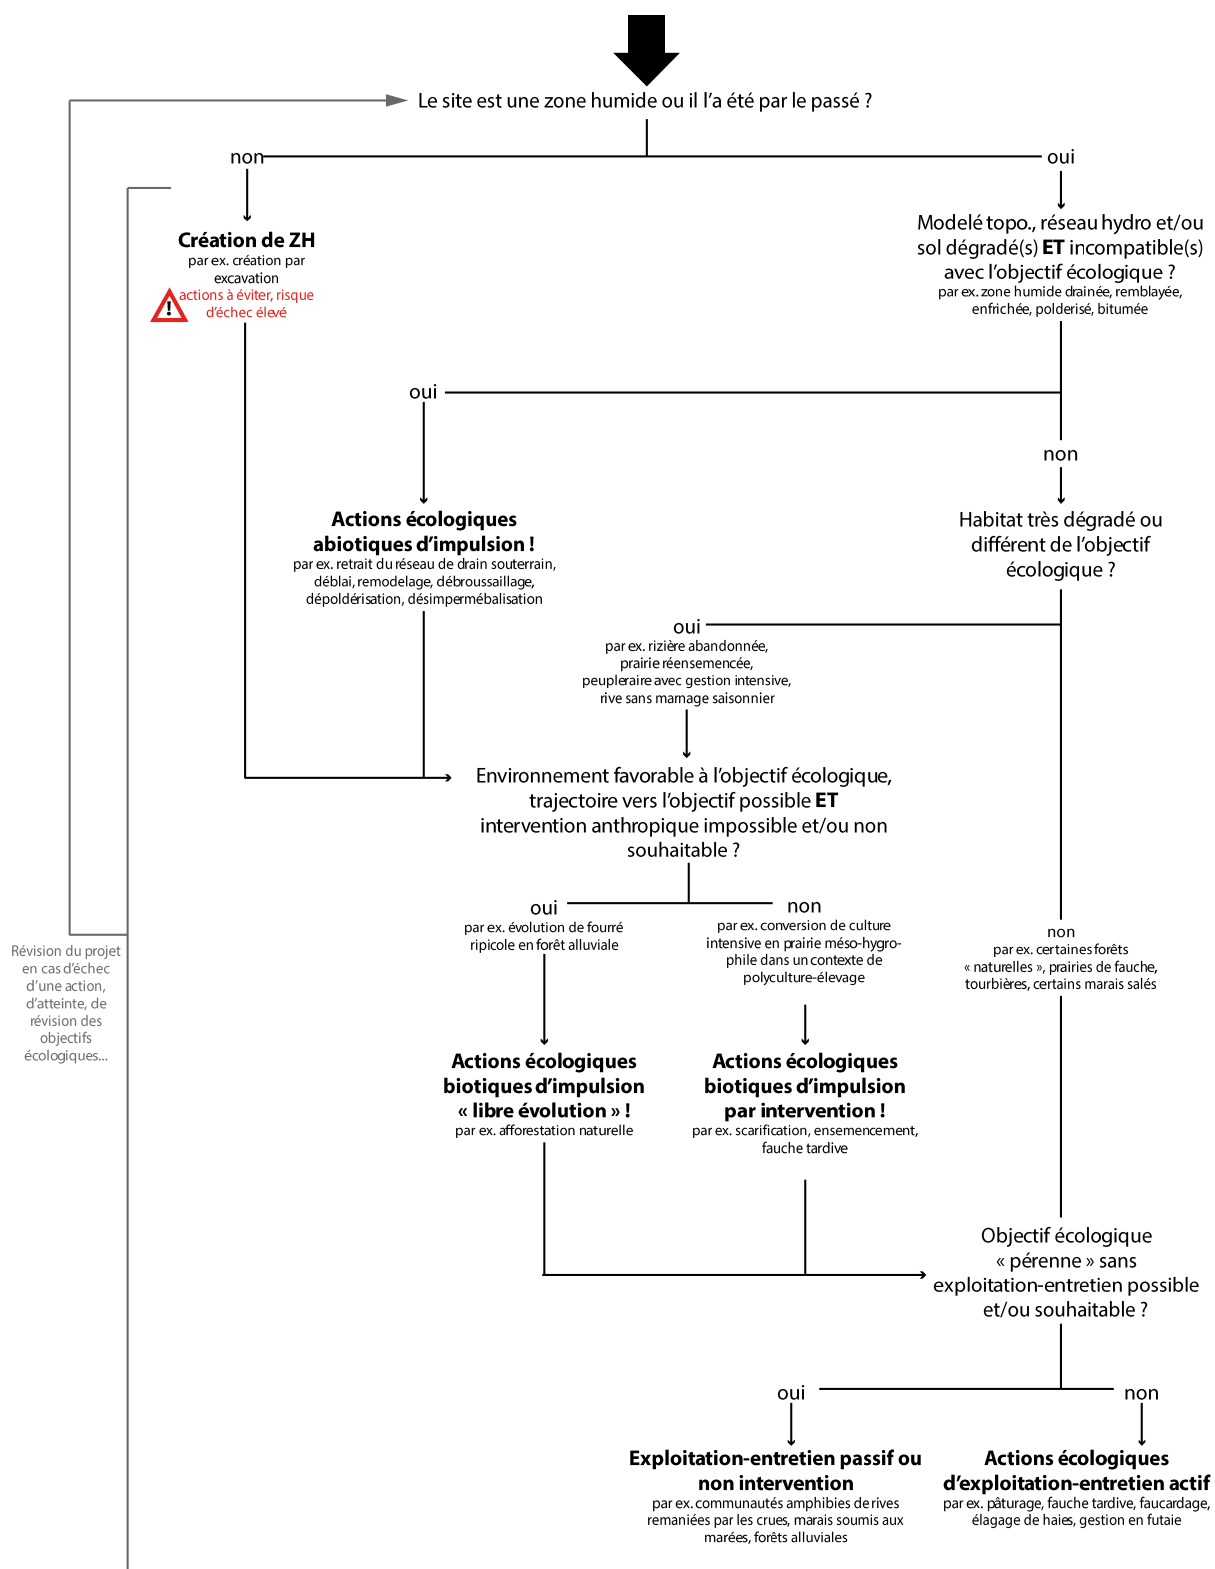 Le site est une zone humide ou il l’a été par le passé ?
non
oui
Création de ZH
par ex. création par
excavation
actions à éviter, risque
d’échec élevé
!
Modelé topo., réseau hydro et/ou
sol dégradé(s) ET incompatible(s)
avec l’objectif écologique ?
par ex. zone humide drainée, remblayée,
enfrichée, polderisé, bitumée
oui
non
Actions écologiques
abiotiques d’impulsion !
par ex. retrait du réseau de drain souterrain,
déblai, remodelage, débroussaillage,
dépoldérisation, désimpermébalisation
Habitat très dégradé ou
différent de l’objectif
écologique ?
oui
par ex. rizière abandonnée,
prairie réensemencée,
peupleraire avec gestion intensive,
rive sans marnage saisonnier
Environnement favorable à l’objectif écologique,
trajectoire vers l’objectif possible ET
intervention anthropique impossible et/ou non
souhaitable ?
oui
par ex. évolution de fourré
ripicole en forêt alluviale
non
par ex. conversion de culture
intensive en prairie méso-hygro-
phile dans un contexte de
polyculture-élevage
non
par ex. certaines forêts
« naturelles », prairies de fauche,
tourbières, certains marais salés
Révision du projet
en cas d’échec
d’une action,
d’atteinte, de
révision des
objectifs
écologiques...
Actions écologiques
biotiques d’impulsion
« libre évolution » !
par ex. afforestation naturelle
Actions écologiques
biotiques d’impulsion
par intervention !
par ex. scarification, ensemencement,
fauche tardive
Objectif écologique
« pérenne » sans
exploitation-entretien possible
et/ou souhaitable ?
oui
non
Exploitation-entretien passif ou
non intervention
par ex. communautés amphibies de rives
remaniées par les crues, marais soumis aux
marées, forêts alluviales
Actions écologiques
d’exploitation-entretien actif
par ex. pâturage, fauche tardive, faucardage,
élagage de haies, gestion en futaie